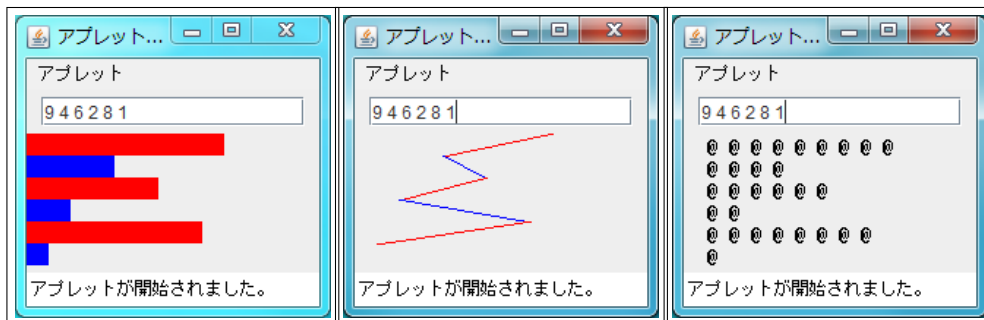 アプレット...
アプレット
9 4 6 2 8 1
アプレットが開始されました。
アプレット...
アプレット
9 4 6 2 8 1
アプレットが開始されました。
アプレット...
アプレット
9 4 6 2 8 1
@ @ @ @ @ @ @ @ @
@ @ @ @
@ @ @ @ @ @
@ @
@ @ @ @ @ @ @ @
@
アプレットが開始されました。